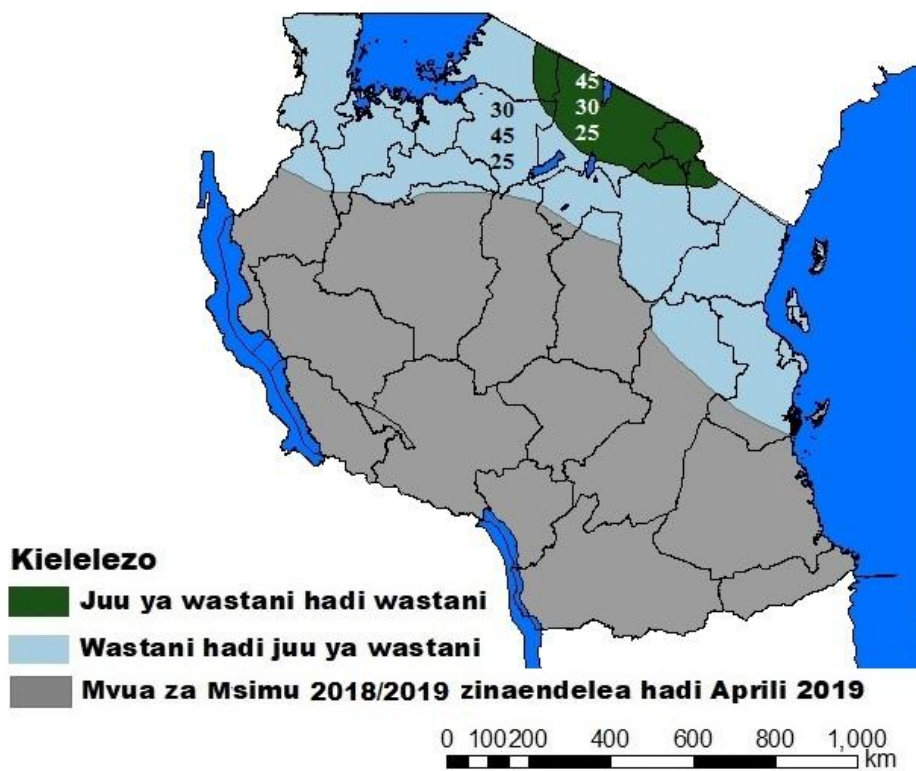 45
30
25
30
45
25
Kielelezo
Juu ya wastani hadi wastani
Wastani hadi juu ya wastani
Mvua za Msimu 2018/2019 zinaendelea hadi Aprili 2019
0 100 200 400 600 800 1,000
km